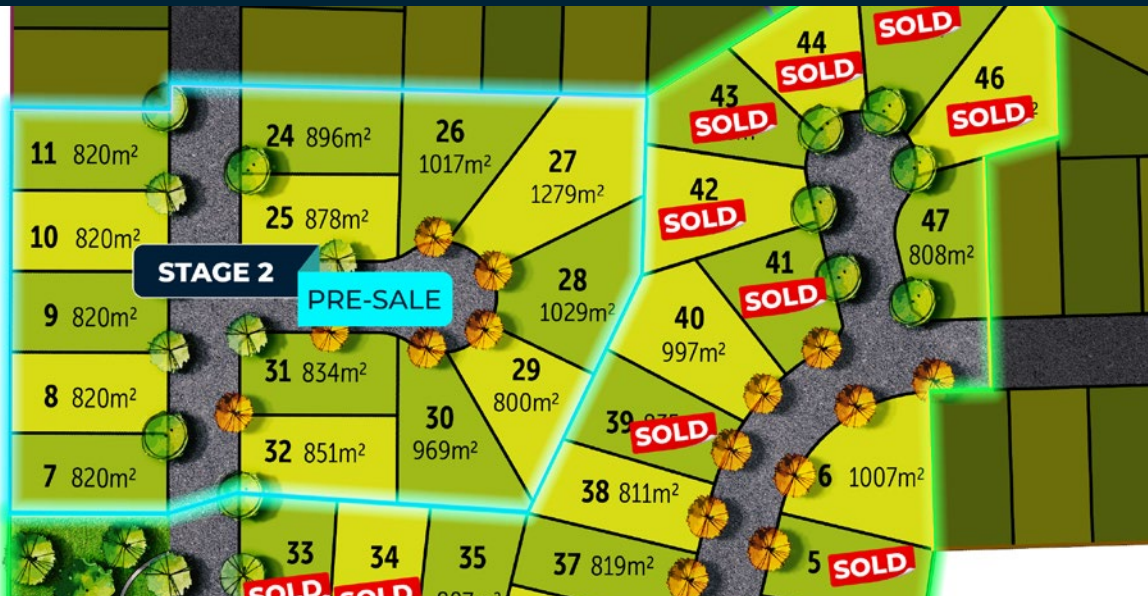 SOLD
44
SOLD
46
SOLD
43
SOLD
24 896m²
26
1017m²
11 820m²
27
1279m²
25 878m²
42
SOLD
10 820m²
47
808m²
STAGE 2
PRE-SALE
28
1029m²
41
SOLD
9 820m²
40
997m²
31 834m²
29
800m²
8 820m²
30
969m²
39
SOLD
32 851m²
7 820m²
38 811m²
6 1007m²
33
SOLD
34
SOLD
35
37 819m²
5 SOLD